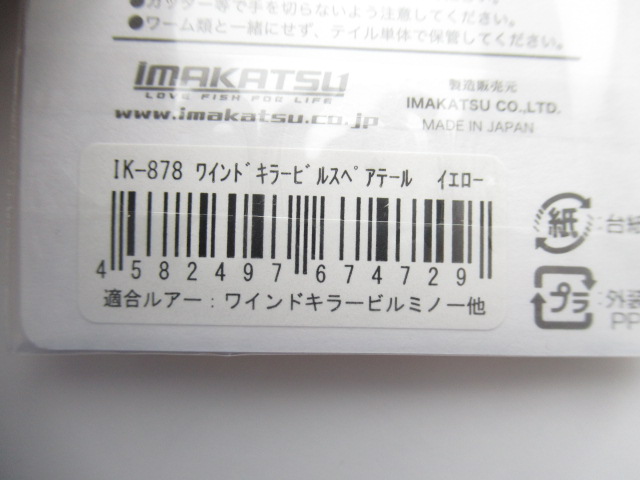 ●カッター等で手を切らないよう注意してください。
●ワーム類と一緒にせず、テイル単体で保管してください。
imakatsu
LOVE FISH FOR LIFE
www.imakatsu.co.jp
製造販売元
IMAKATSU CO.,LTD.
MADE IN JAPAN
IK-878 ﾜｲﾝﾄﾞｷﾗｰﾋﾞﾙｽﾍﾟｱﾃｰﾙ ｲｴﾛｰ
4 582497 674729
適合ルアー：ワインドキラービルミノー他
紙 :台紙
プラ :外装
PP